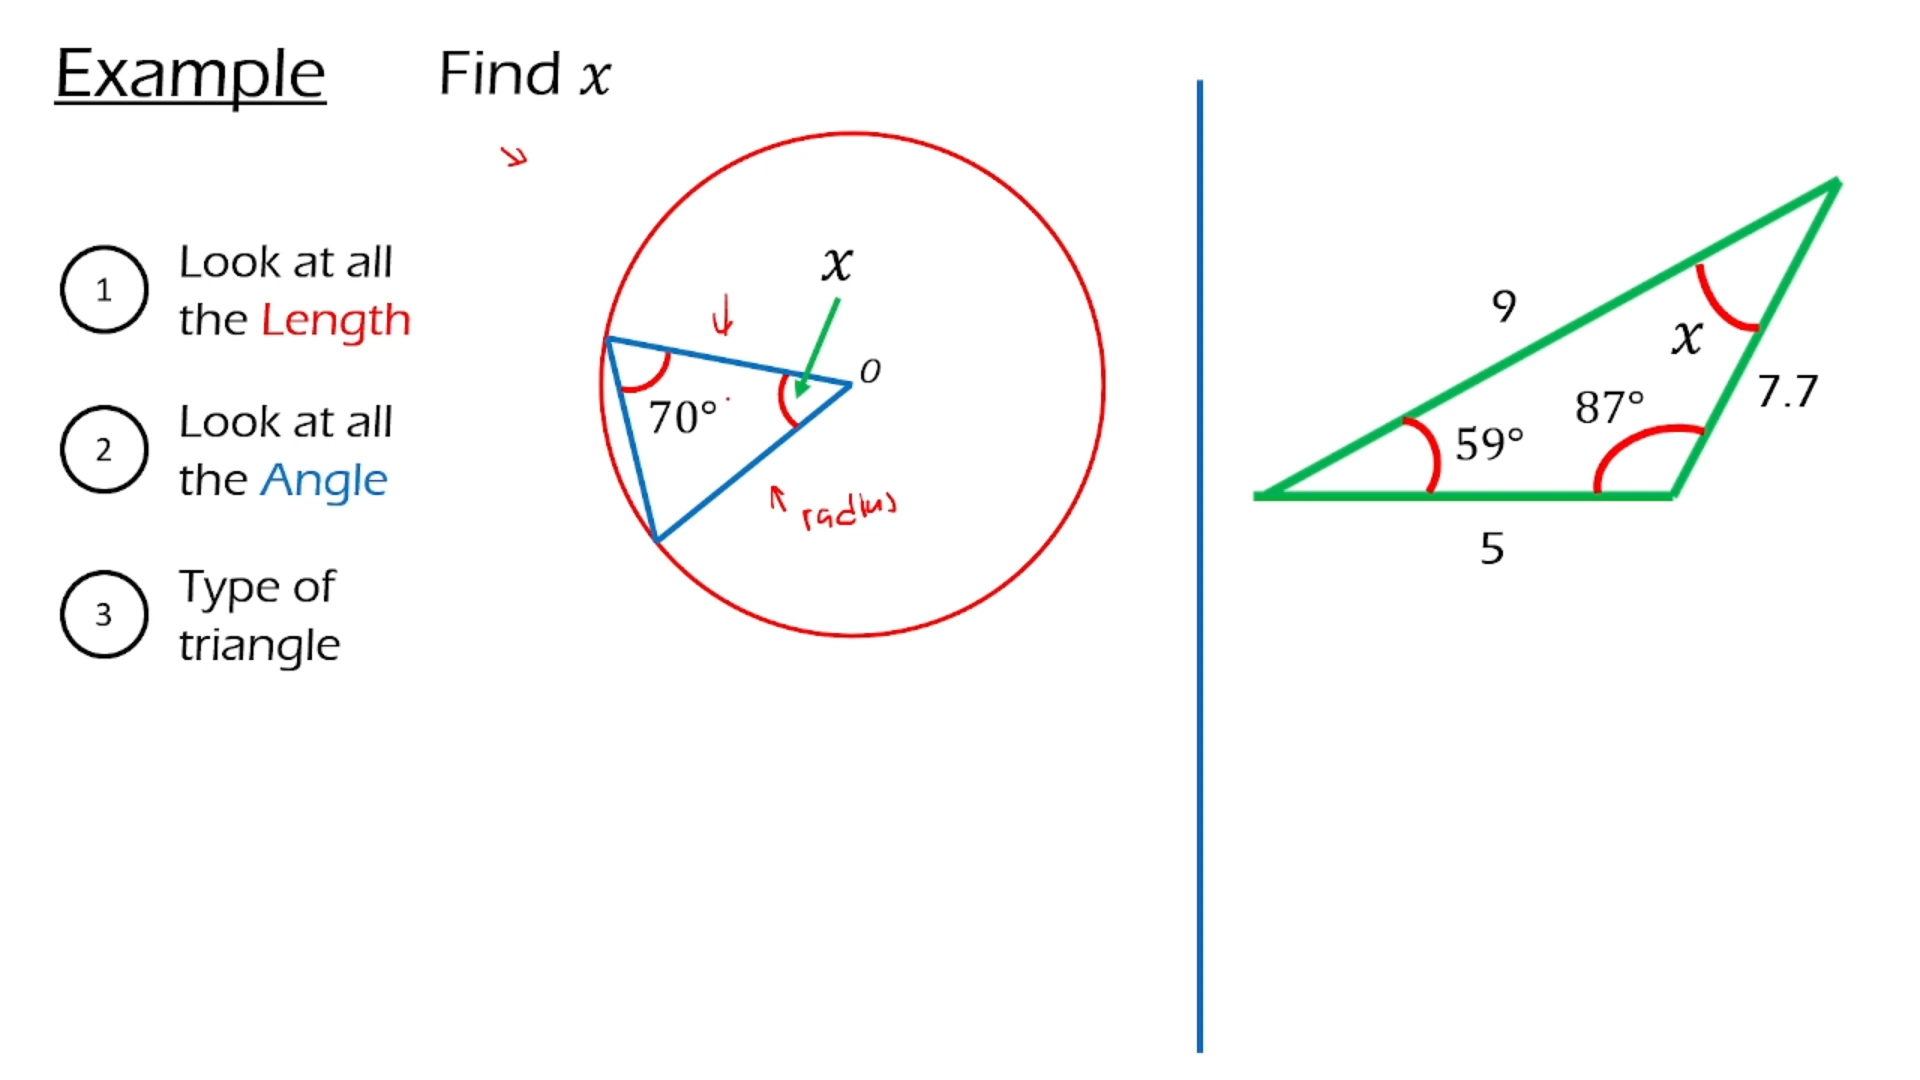 Example
Find x
1
Look at all
the Length
2
Look at all
the Angle
3
Type of
triangle
x
O
70°
radius
9
x
7.7
87°
59°
5